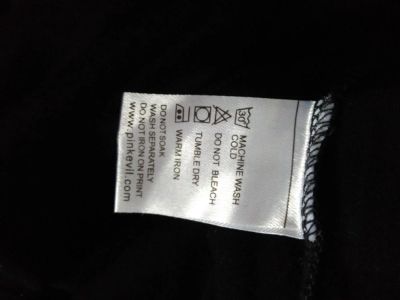 30°
MACHINE WASH
COLD
DO NOT BLEACH
TUMBLE DRY
WARM IRON
DO NOT SOAK
WASH SEPARATELY
DO NOT IRON ON PRINT
www.pinkevil.com